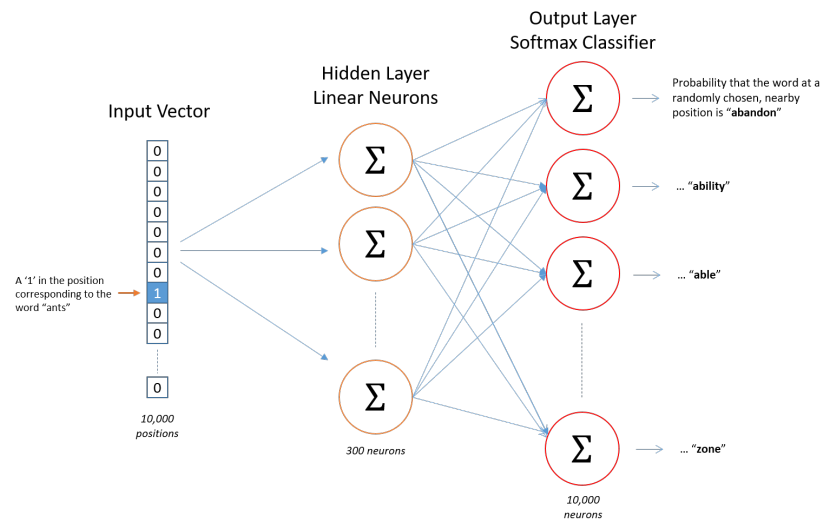 Input Vector
0
0
0
0
0
0
0
1
0
0
0
A ‘1’ in the position
corresponding to the
word “ants”
10,000
positions
Hidden Layer
Linear Neurons
Σ
Σ
Σ
300 neurons
Output Layer
Softmax Classifier
Σ
Σ
Σ
Σ
10,000
neurons
Probability that the word at a
randomly chosen, nearby
position is “abandon”
... “ability”
... “able”
... “zone”